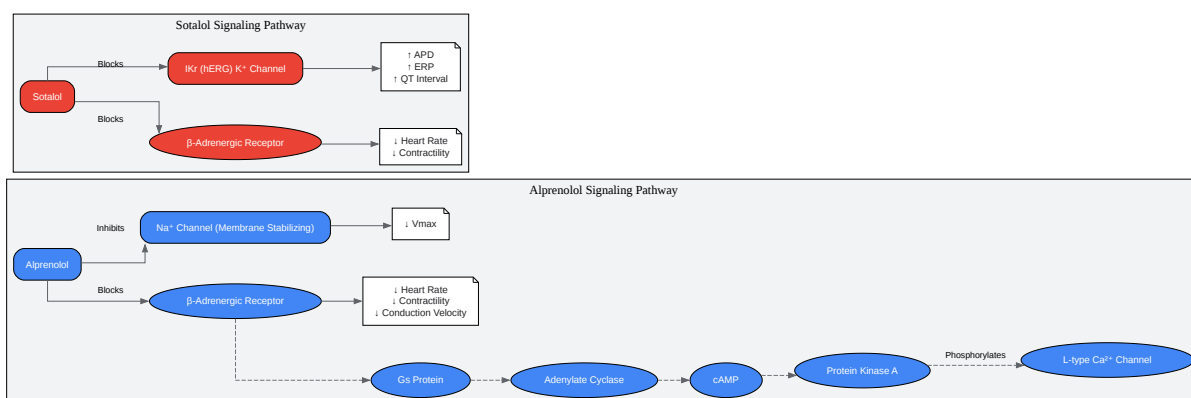 Sotalol Signaling Pathway
Blocks
IKr (hERG) K⁺ Channel
↑ APD
↑ ERP
↑ QT Interval
Sotalol
Blocks
β-Adrenergic Receptor
↓ Heart Rate
↓ Contractility
Alprenolol Signaling Pathway
Inhibits
Na⁺ Channel (Membrane Stabilizing)
↓ Vmax
Alprenolol
Blocks
β-Adrenergic Receptor
↓ Heart Rate
↓ Contractility
↓ Conduction Velocity
Gs Protein
Adenylate Cyclase
cAMP
Protein Kinase A
Phosphorylates
L-type Ca²⁺ Channel